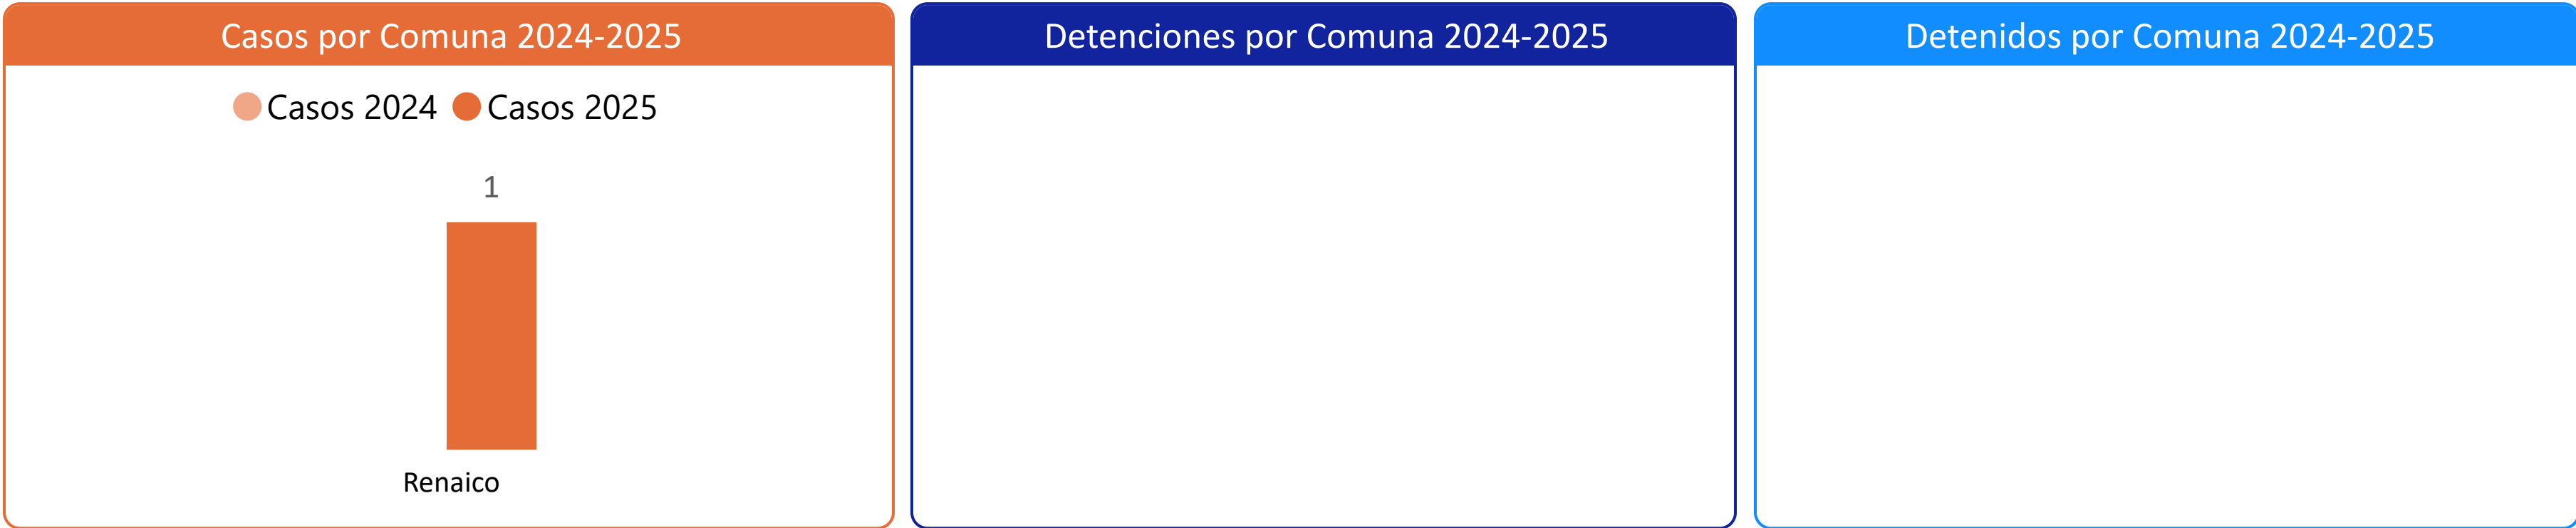 Casos por Comuna 2024-2025
Casos 2024 Casos 2025
1
Renaico
Detenciones por Comuna 2024-2025
Detenidos por Comuna 2024-2025